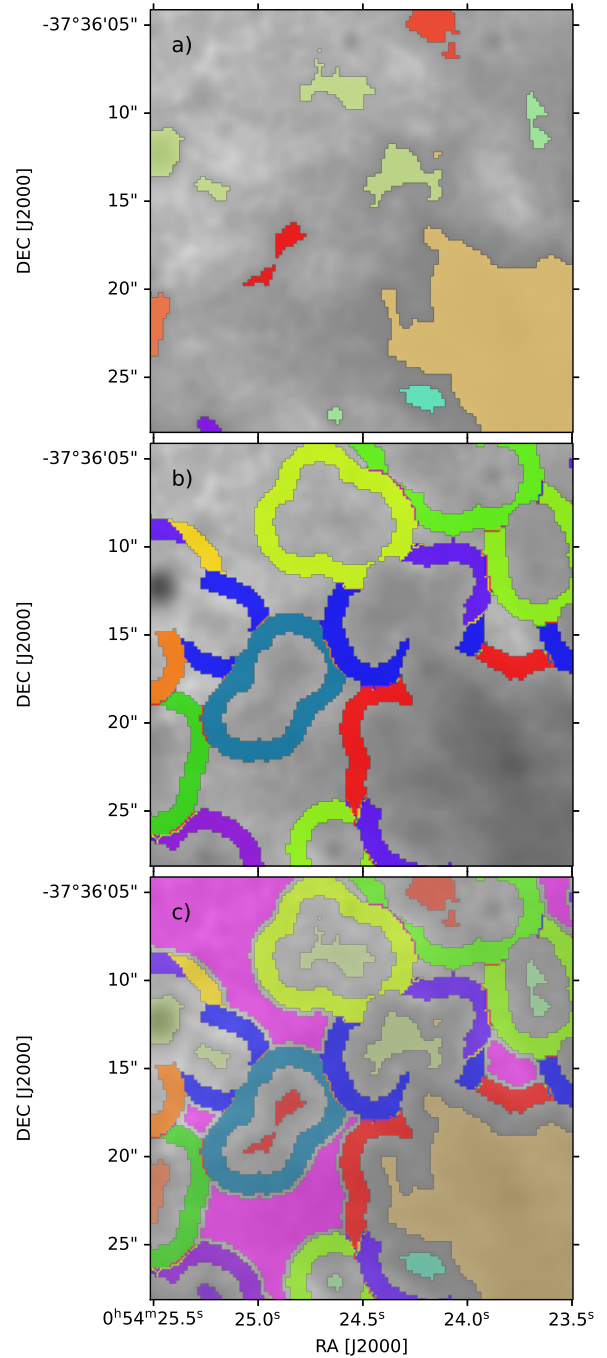 -37°36'05"
a)
10"
15"
DEC [J2000]
20"
25"
-37°36'05"
b)
10"
15"
DEC [J2000]
20"
25"
-37°36'05"
c)
10"
15"
DEC [J2000]
20"
25"
0ʰ54ᵐ25.5ˢ 25.0ˢ 24.5ˢ 24.0ˢ 23.5ˢ
RA [J2000]